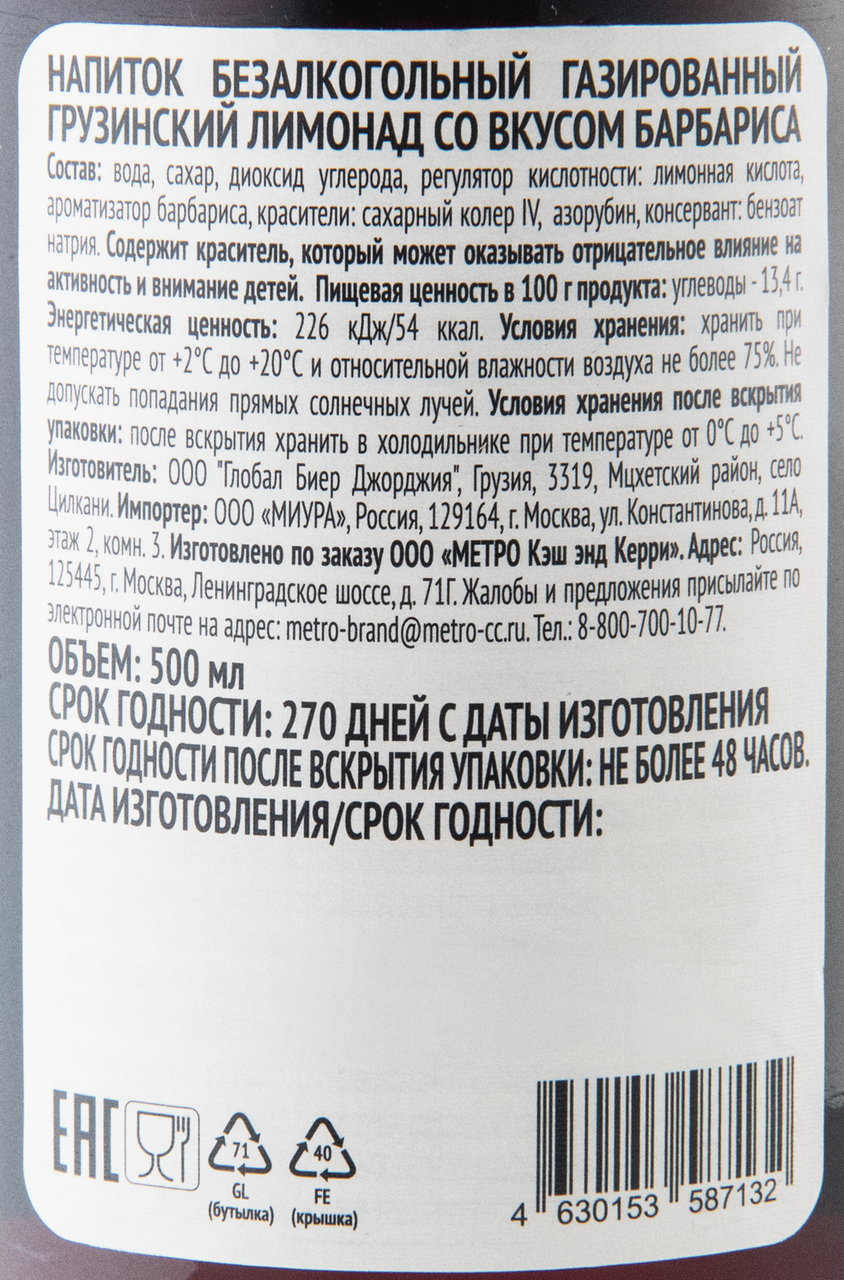 НАПИТОК БЕЗАЛКОГОЛЬНЫЙ ГАЗИРОВАННЫЙ
ГРУЗИНСКИЙ ЛИМОНАД СО ВКУСОМ БАРБАРИСА
Состав: вода, сахар, диоксид углерода, регулятор кислотности: лимонная кислота,
ароматизатор барбариса, красители: сахарный колер IV, азорубин, консервант: бензоат
натрия. Содержит краситель, который может оказывать отрицательное влияние на
активность и внимание детей. Пищевая ценность в 100 г продукта: углеводы - 13,4 г.
Энергетическая ценность: 226 кДж/54 ккал. Условия хранения: хранить при
температуре от +2°С до +20°С и относительной влажности воздуха не более 75%. Не
допускать попадания прямых солнечных лучей. Условия хранения после вскрытия
упаковки: после вскрытия хранить в холодильнике при температуре от 0°С до +5°С.
Изготовитель: ООО "Глобал Биер Джорджия", Грузия, 3319, Мцхетский район, село
Цилкани. Импортер: ООО «МИУРА», Россия, 129164, г. Москва, ул. Константинова, д. 11А,
этаж 2, комн. 3. Изготовлено по заказу ООО «МЕТРО Кэш энд Керри». Адрес: Россия,
125445, г. Москва, Ленинградское шоссе, д. 71Г. Жалобы и предложения присылайте по
электронной почте на адрес: metro-brand@metro-cc.ru. Тел.: 8-800-700-10-77.
ОБЪЕМ: 500 мл
СРОК ГОДНОСТИ: 270 ДНЕЙ С ДАТЫ ИЗГОТОВЛЕНИЯ
СРОК ГОДНОСТИ ПОСЛЕ ВСКРЫТИЯ УПАКОВКИ: НЕ БОЛЕЕ 48 ЧАСОВ.
ДАТА ИЗГОТОВЛЕНИЯ/СРОК ГОДНОСТИ:
EAC
71
GL
(бутылка)
40
FE
(крышка)
4 630153 587132